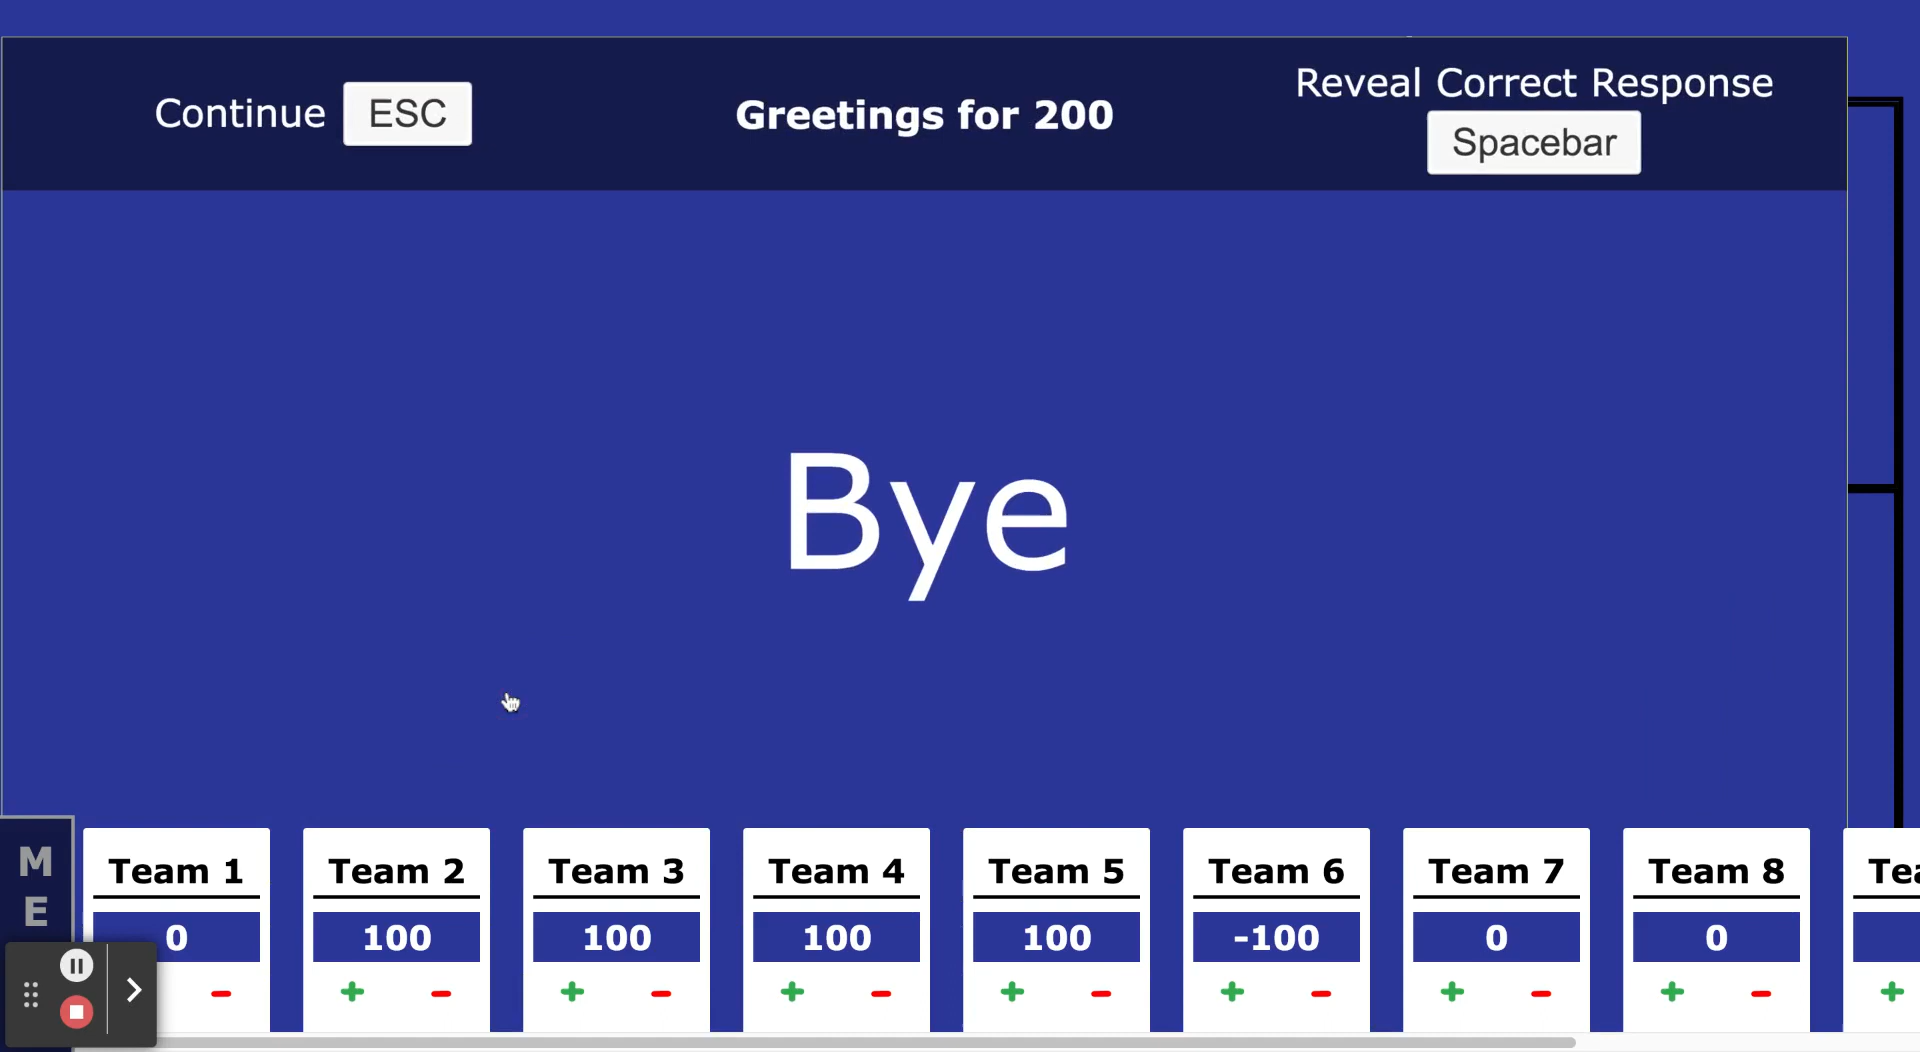 Continue ESC
Greetings for 200
Reveal Correct Response
Spacebar
Bye
M
E
Team 1 Team 2 Team 3 Team 4 Team 5 Team 6 Team 7 Team 8
0 100 100 100 100 -100 0 0
+ - + - + - + - + - + - + - +